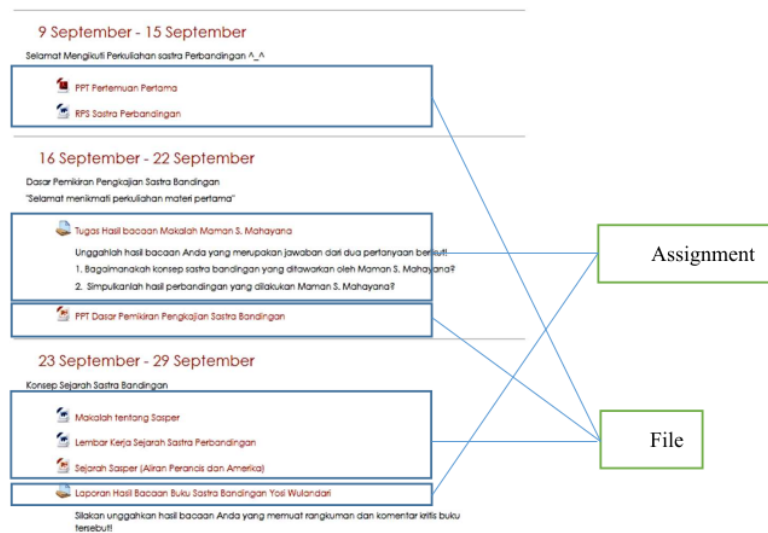 9 September - 15 September
Selamat Mengikuti Perkuliahan sastra Perbandingan ^_^
PPT Pertemuan Pertama
RPS Sastra Perbandingan
16 September - 22 September
Dasar Pemikiran Pengkajian Sastra Bandingan
"Selamat menikmati perkuliahan materi pertama"
Tugas Hasil bacaan Makalah Maman S. Mahayana
Unggahlah hasil bacaan Anda yang merupakan jawaban dari dua pertanyaan berikut!
1. Bagaimanakah konsep sastra bandingan yang ditawarkan oleh Maman S. Mahayana?
2. Simpulkanlah hasil perbandingan yang dilakukan Maman S. Mahayana?
Assignment
PPT Dasar Pemikiran Pengkajian Sastra Bandingan
23 September - 29 September
Konsep Sejarah Sastra Bandingan
Makalah tentang Sasper
Lembar Kerja Sejarah Sastra Perbandingan
File
Sejarah Sasper (Aliran Perancis dan Amerika)
Laporan Hasil Bacaan Buku Sastra Bandingan Yosi Wulandari
Silakan unggahkan hasil bacaan Anda yang memuat rangkuman dan komentar kritis buku
tersebut!